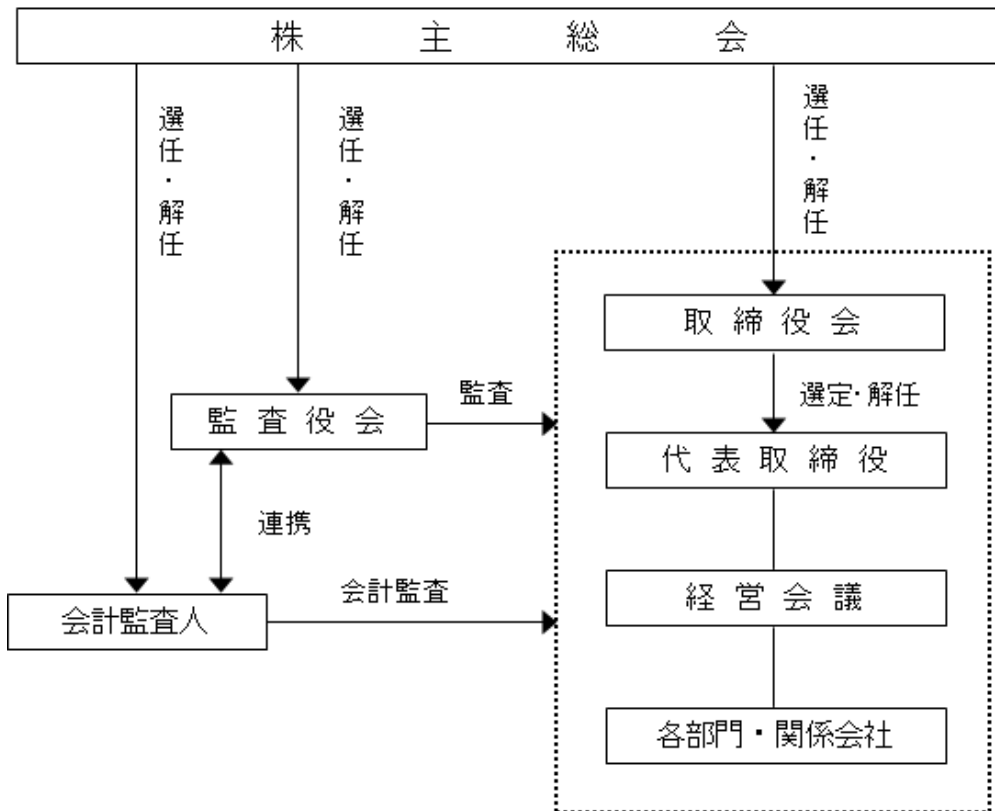 株主総会
選任・解任
選任・解任
選任・解任
取締役会
選定・解任
監査役会
監査
代表取締役
連携
経営会議
会計監査人
会計監査
各部門・関係会社